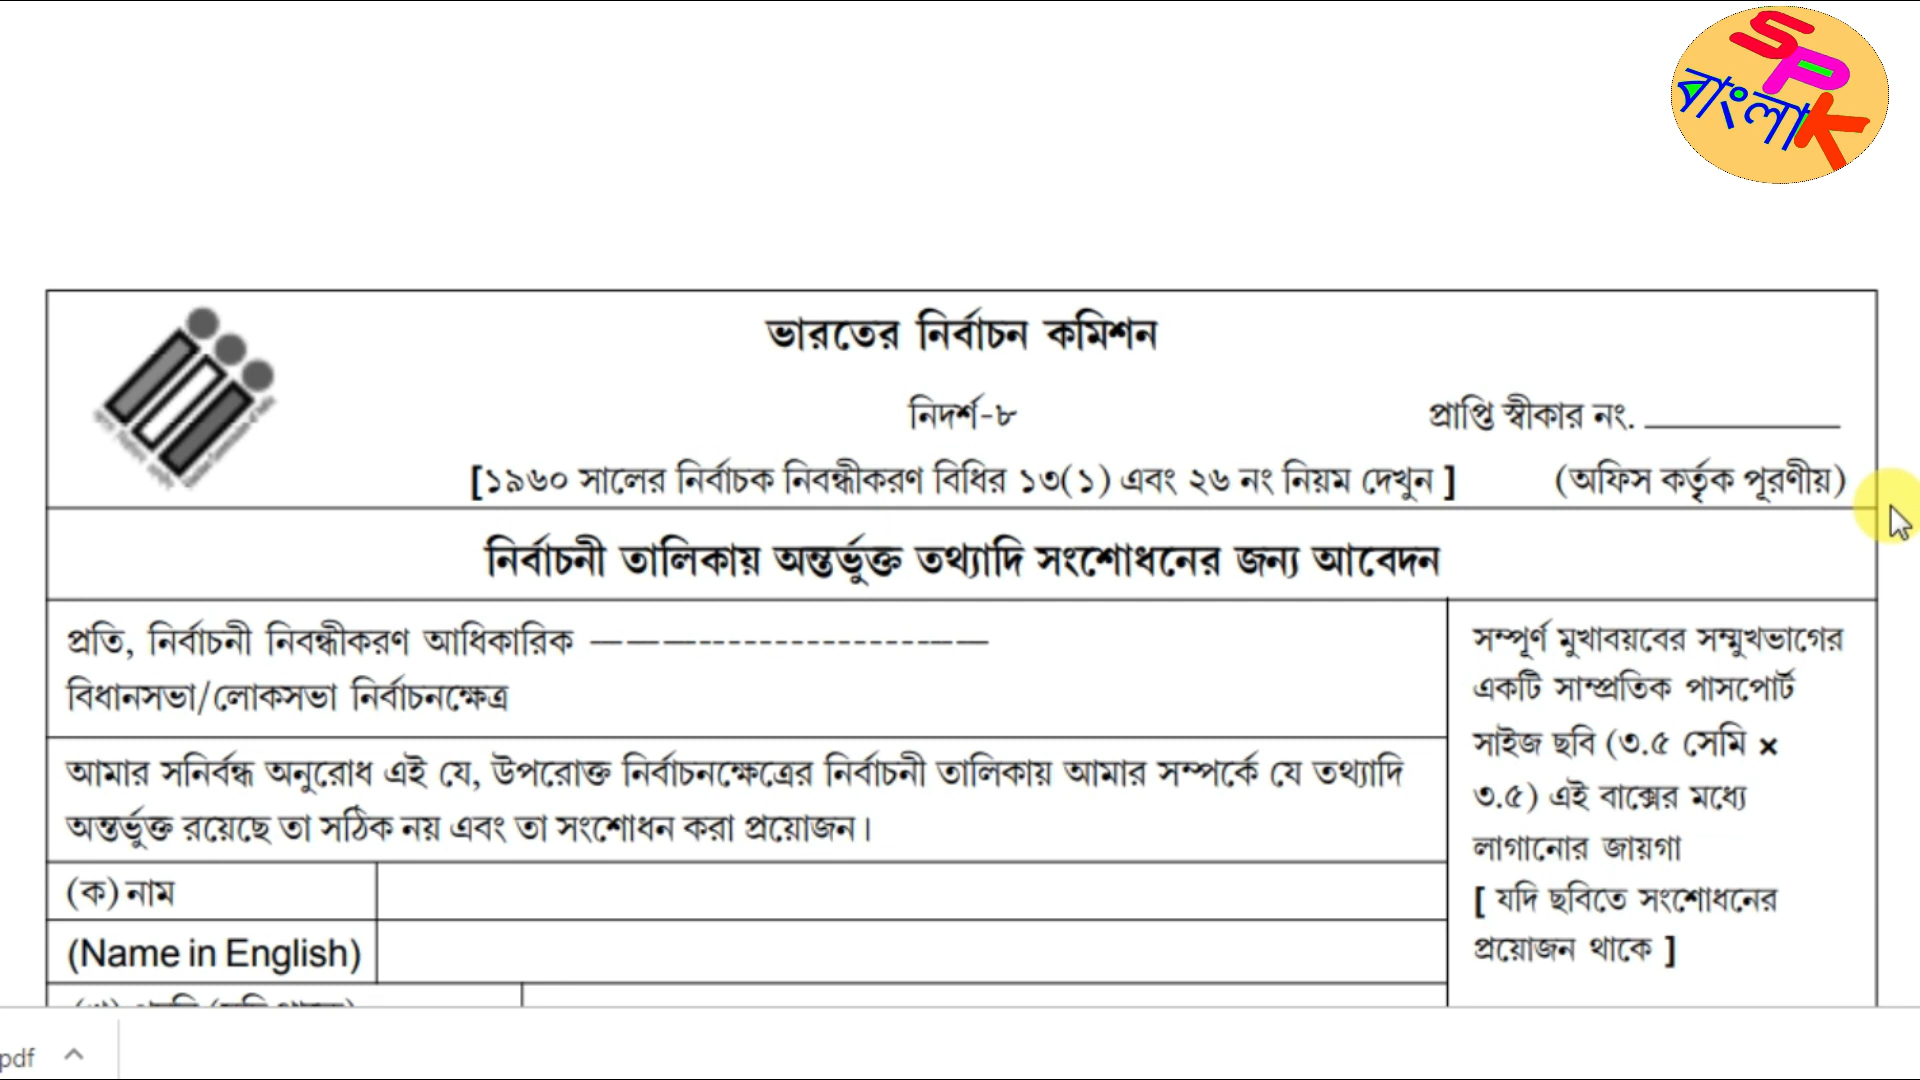 SPK
বাংলা
ভারতের নির্বাচন কমিশন
নিদর্শ-৮
প্রাপ্তি স্বীকার নং.
[১৯৬০ সালের নির্বাচক নিবন্ধীকরণ বিধির ১৩(১) এবং ২৬ নং নিয়ম দেখুন ]
(অফিস কর্তৃক পূরণীয়)
নির্বাচনী তালিকায় অন্তর্ভুক্ত তথ্যাদি সংশোধনের জন্য আবেদন
প্রতি, নির্বাচনী নিবন্ধীকরণ আধিকারিক
বিধানসভা/লোকসভা নির্বাচনক্ষেত্র
আমার সনির্বন্ধ অনুরোধ এই যে, উপরোক্ত নির্বাচনক্ষেত্রের নির্বাচনী তালিকায় আমার সম্পর্কে যে তথ্যাদি
অন্তর্ভুক্ত রয়েছে তা সঠিক নয় এবং তা সংশোধন করা প্রয়োজন।
(ক) নাম
(Name in English)
সম্পূর্ণ মুখাবয়বের সম্মুখভাগের
একটি সাম্প্রতিক পাসপোর্ট
সাইজ ছবি (৩.৫ সেমি ×
৩.৫) এই বাক্সের মধ্যে
লাগানোর জায়গা
[ যদি ছবিতে সংশোধনের
প্রয়োজন থাকে ]
pdf